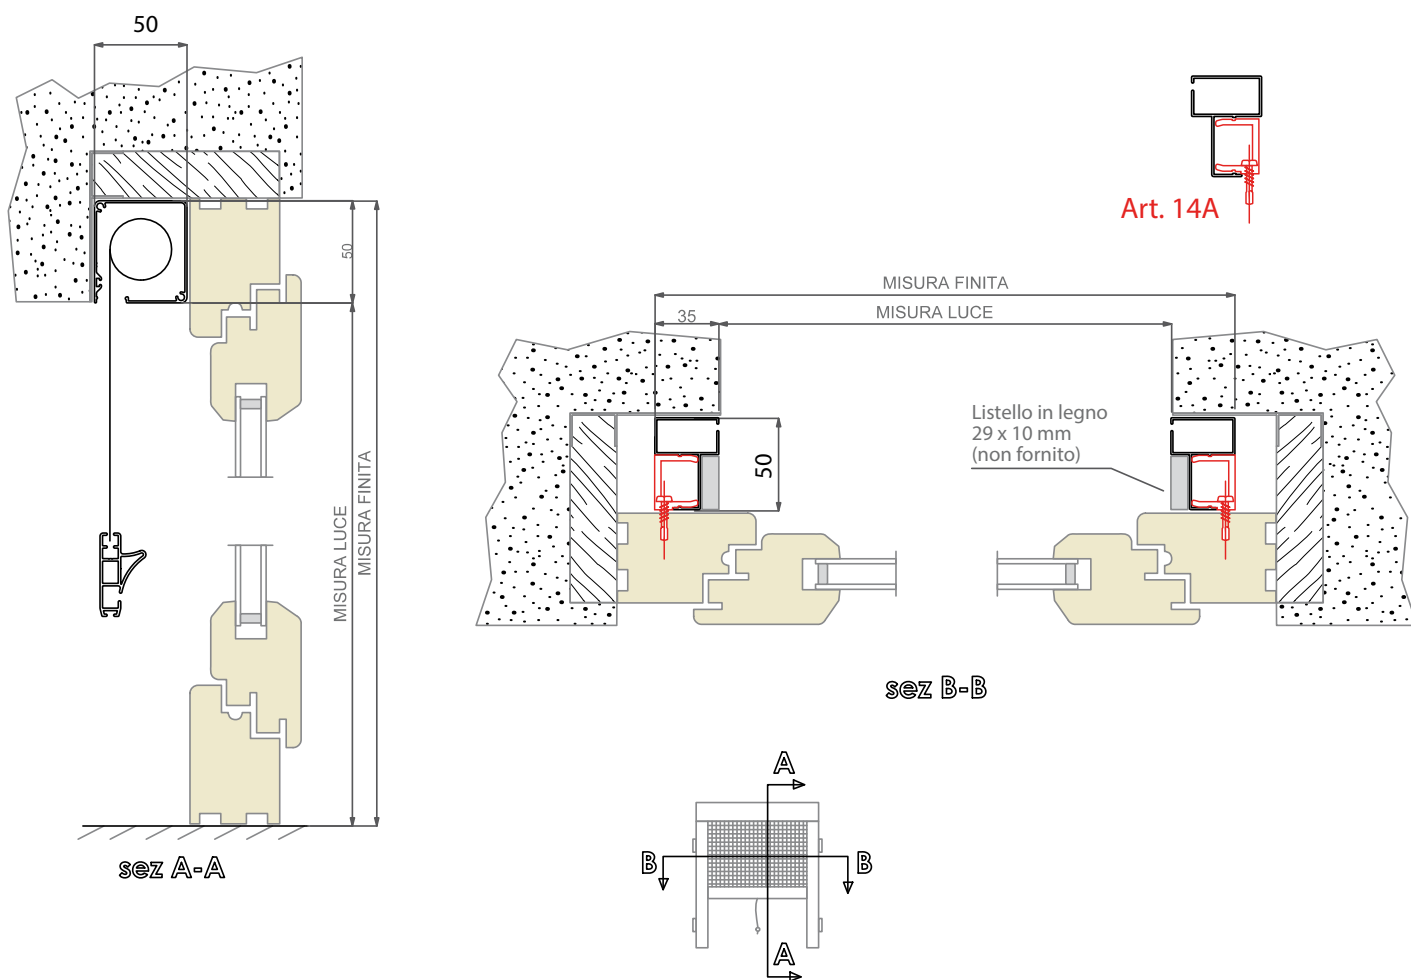 50
50
MISURA LUCE
MISURA FINITA
sez A-A
Art. 14A
MISURA FINITA
35
MISURA LUCE
50
Listello in legno
29 x 10 mm
(non fornito)
sez B-B
A
B
B
A